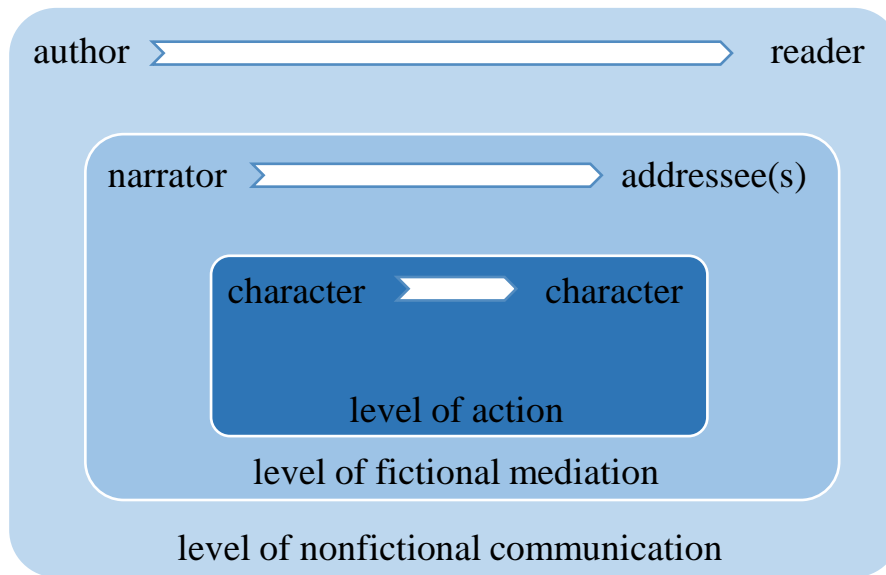 author reader
narrator addressee(s)
character character
level of action
level of fictional mediation
level of nonfictional communication